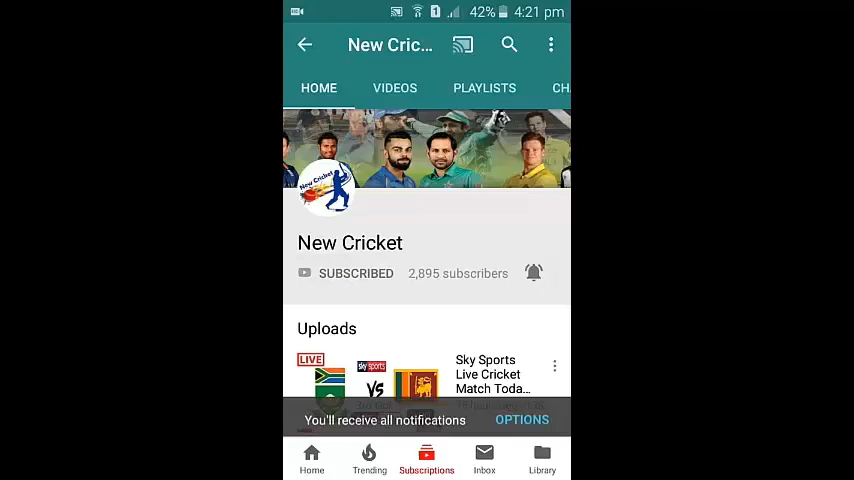 1 42% 4:21 pm
New Cric...
HOME VIDEOS PLAYLISTS CH
New Cricket
New Cricket
SUBSCRIBED 2,895 subscribers
Uploads
LIVE
sky sports
VS
Sky Sports
Live Cricket
Match Toda...
You'll receive all notifications OPTIONS
Home Trending Subscriptions Inbox Library